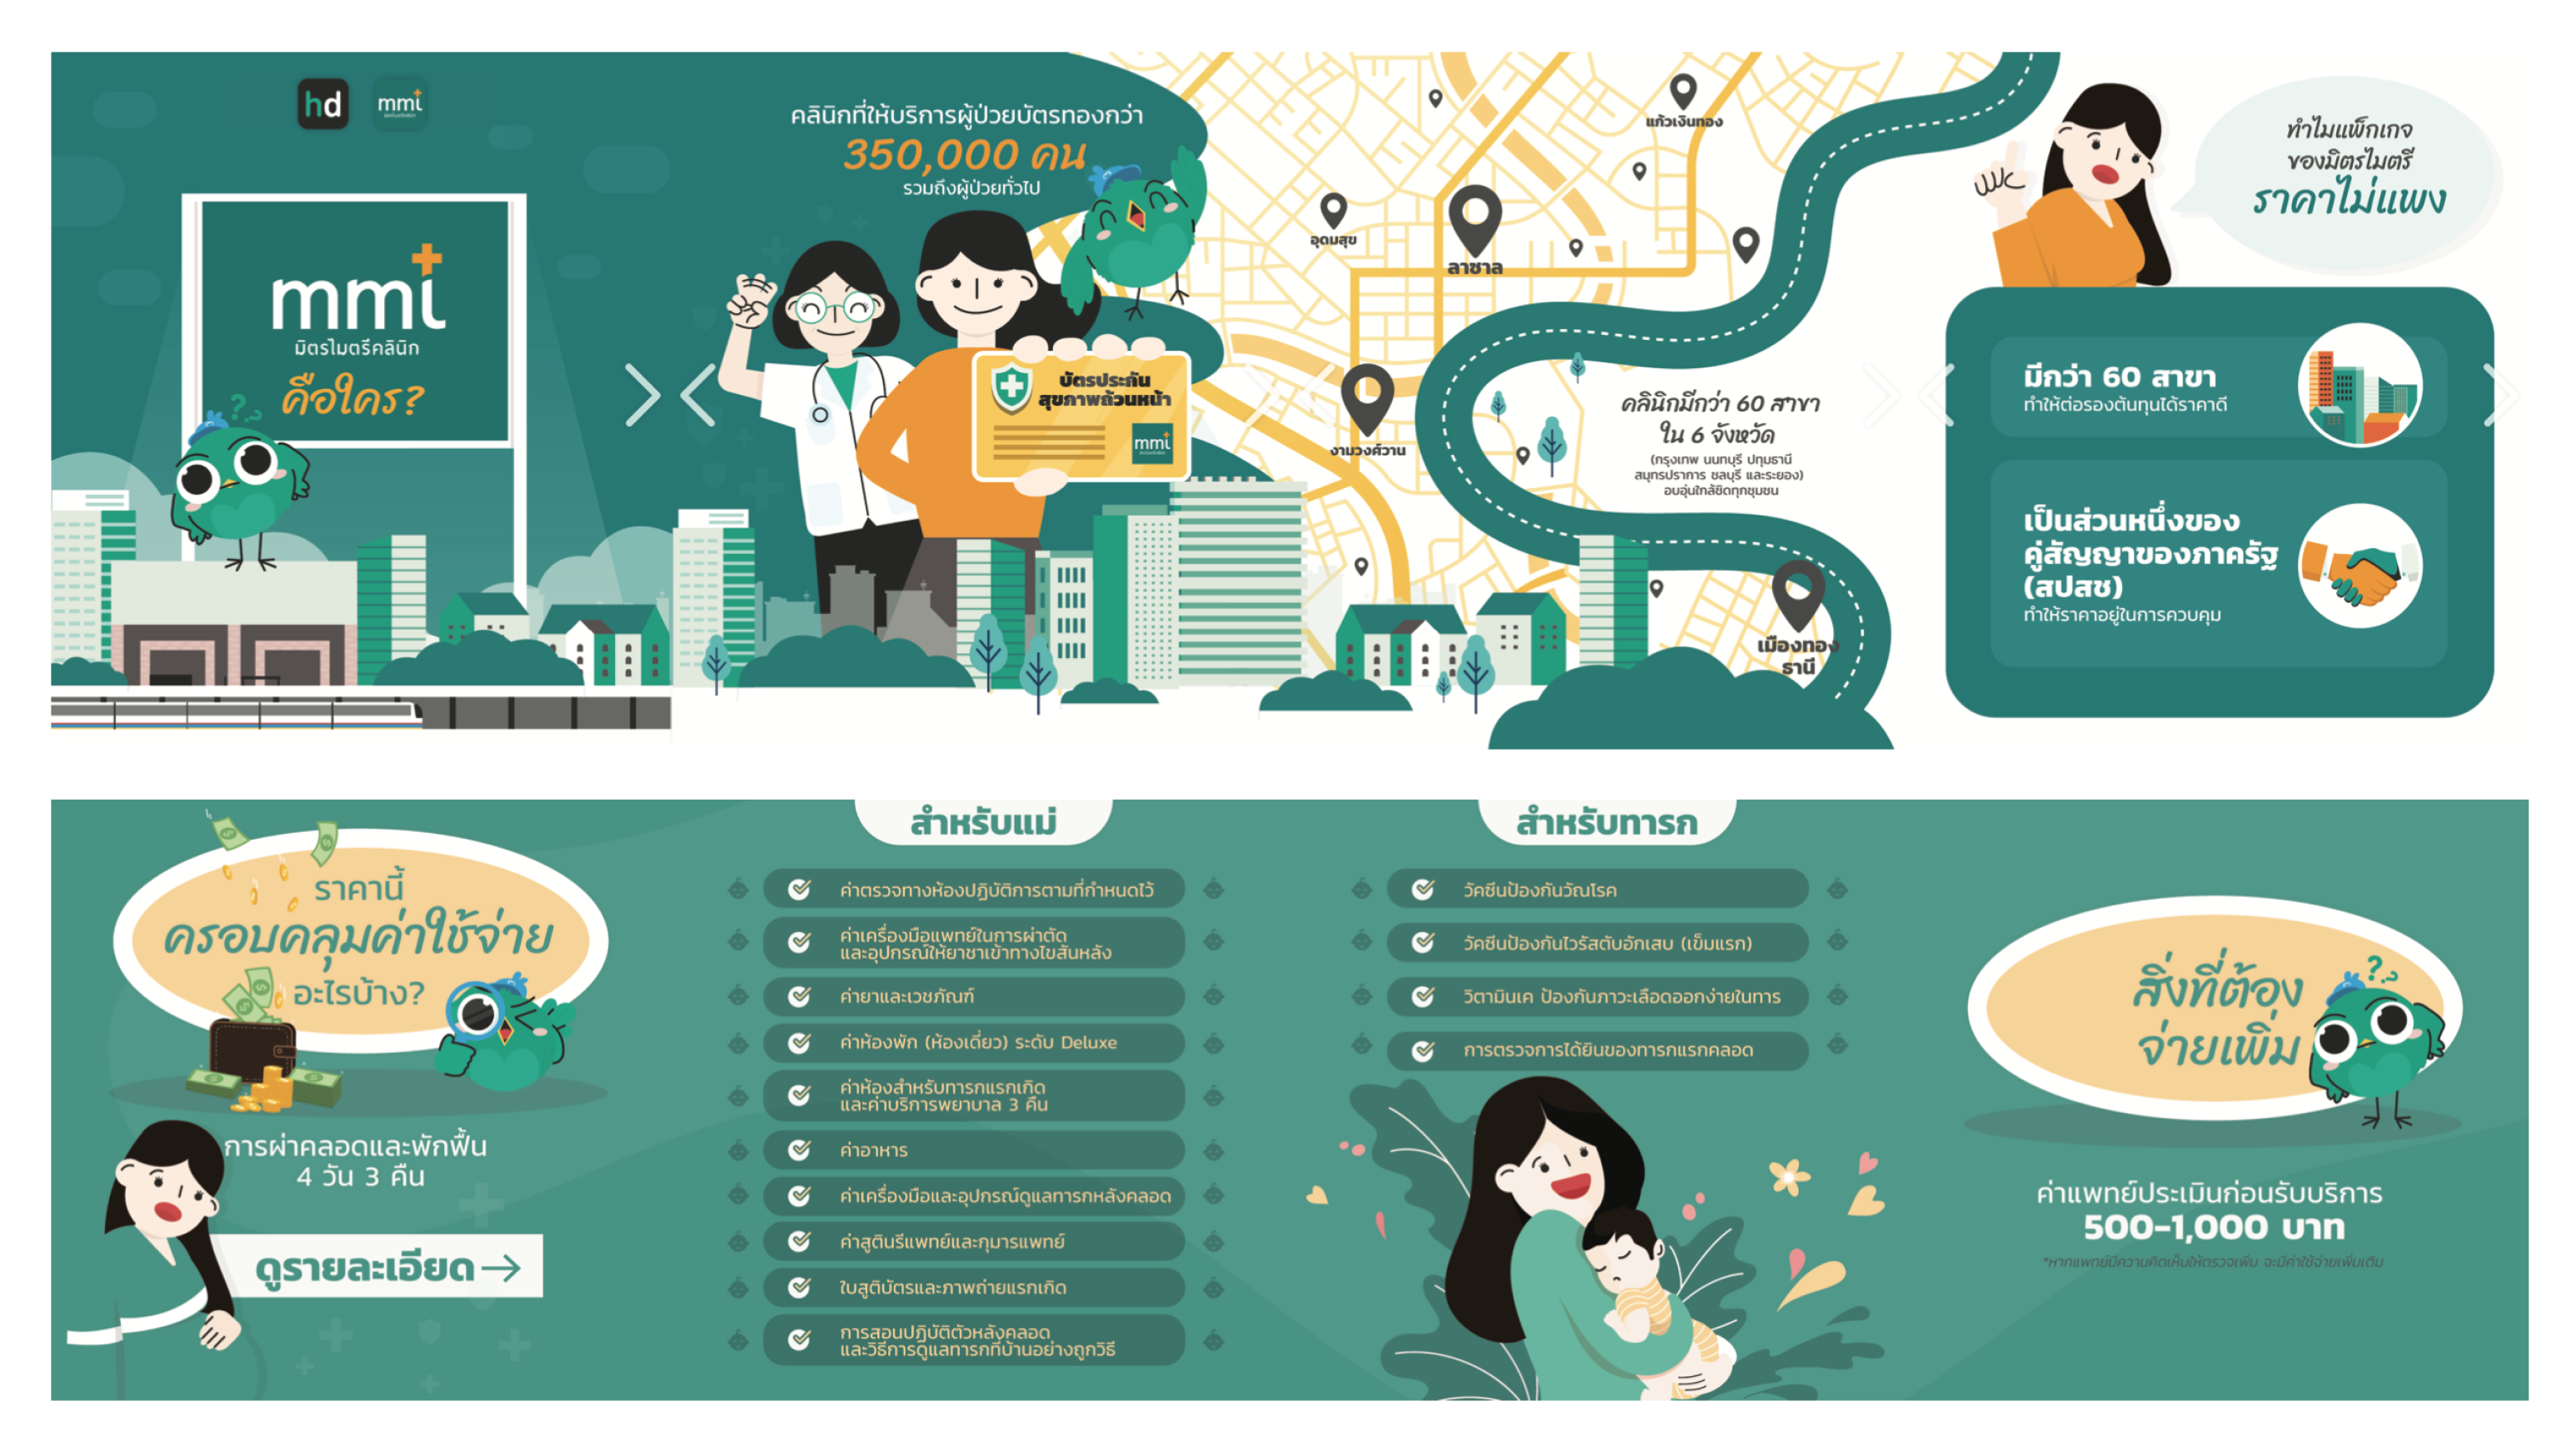 hd
mmi
mmi
มิตรไมตรีคลินิก
คือใคร?
คลินิกที่ให้บริการผู้ป่วยบัตรทองกว่า
350,000 คน
รวมถึงผู้ป่วยทั่วไป
บัตรประกัน
สุขภาพถ้วนหน้า
mmi
แก้วเงินทอง
อุดมสุข
ลาซาล
งามวงศ์วาน
คลินิกมีกว่า 60 สาขา
ใน 6 จังหวัด
(กรุงเทพ นนทบุรี ปทุมธานี
สมุทรปราการ ชลบุรี และระยอง)
อบอุ่นใกล้ชิดทุกชุมชน
เมืองทอง
ธานี
ทำไมแพ็กเกจ
ของมิตรไมตรี
ราคาไม่แพง
มีกว่า 60 สาขา
ทำให้ต่อรองต้นทุนได้ราคาดี
เป็นส่วนหนึ่งของ
คู่สัญญาของภาครัฐ
(สปสช)
ทำให้ราคาอยู่ในการควบคุม
ราคานี้
ครอบคลุมค่าใช้จ่าย
อะไรบ้าง?
การผ่าคลอดและพักฟื้น
4 วัน 3 คืน
ดูรายละเอียด→
สำหรับแม่
ค่าตรวจทางห้องปฏิบัติการตามที่กำหนดไว้
ค่าเครื่องมือแพทย์ในการผ่าตัด
และอุปกรณ์ให้ยาชาเข้าทางไขสันหลัง
ค่ายาและเวชภัณฑ์
ค่าห้องพัก (ห้องเดี่ยว) ระดับ Deluxe
ค่าห้องสำหรับทารกแรกเกิด
และค่าบริการพยาบาล 3 คืน
ค่าอาหาร
ค่าเครื่องมือและอุปกรณ์ดูแลทารกหลังคลอด
ค่าสูตินรีแพทย์และกุมารแพทย์
ใบสูติบัตรและภาพถ่ายแรกเกิด
การสอนปฏิบัติตัวหลังคลอด
และวิธีการดูแลทารกที่บ้านอย่างถูกวิธี
สำหรับทารก
วัคซีนป้องกันวัณโรค
วัคซีนป้องกันไวรัสตับอักเสบ (เข็มแรก)
วิตามินเค ป้องกันภาวะเลือดออกง่ายในทารก
การตรวจการได้ยินของทารกแรกคลอด
สิ่งที่ต้อง
จ่ายเพิ่ม
ค่าแพทย์ประเมินก่อนรับบริการ
500-1,000 บาท
*หากแพทย์มีความคิดเห็นให้ตรวจเพิ่ม จะมีค่าใช้จ่ายเพิ่มเติม